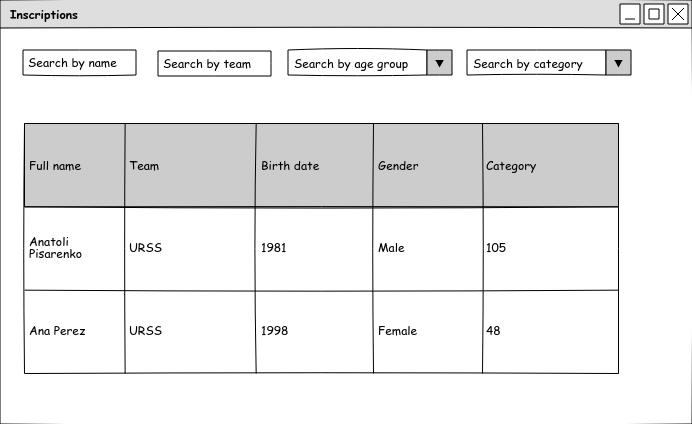 Inscriptions
Search by name
Search by team
Search by age group
Search by category
Full name
Team
Birth date
Gender
Category
Anatoli
Pisarenko
URSS
1981
Male
105
Ana Perez
URSS
1998
Female
48